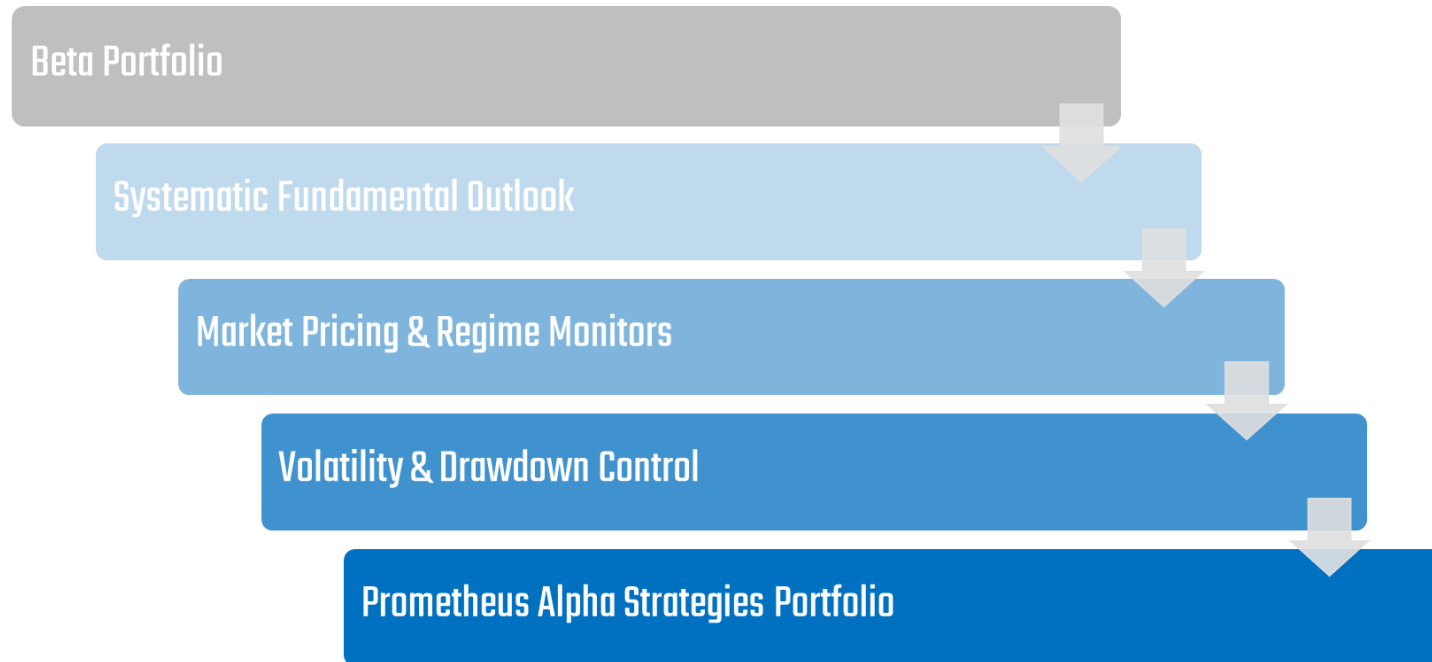 Beta Portfolio
Systematic Fundamental Outlook
Market Pricing & Regime Monitors
Volatility & Drawdown Control
Prometheus Alpha Strategies Portfolio